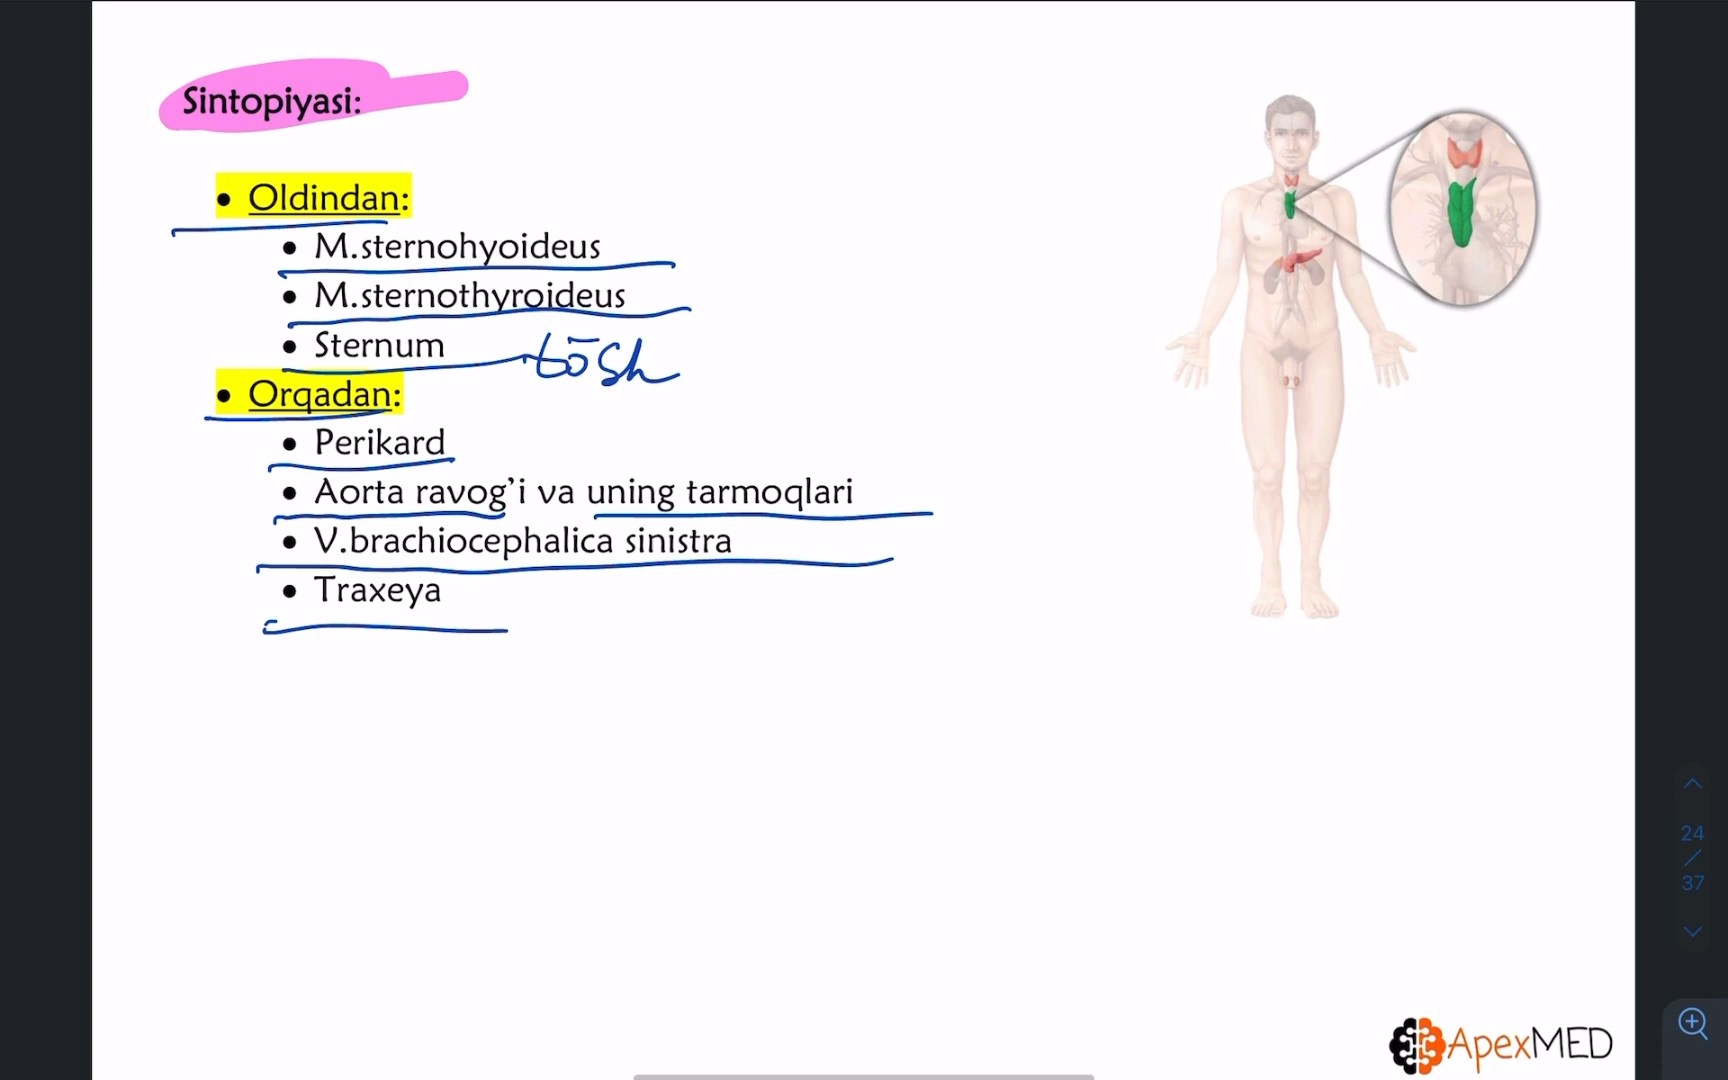 Sintopiyasi:
• Oldindan:
• M.sternohyoideus
• M.sternothyroideus
• Sternum tōsh
• Orqadan:
• Perikard
• Aorta ravog’i va uning tarmoqlari
• V.brachiocephalica sinistra
• Traxeya
24
/
37
ApexMED